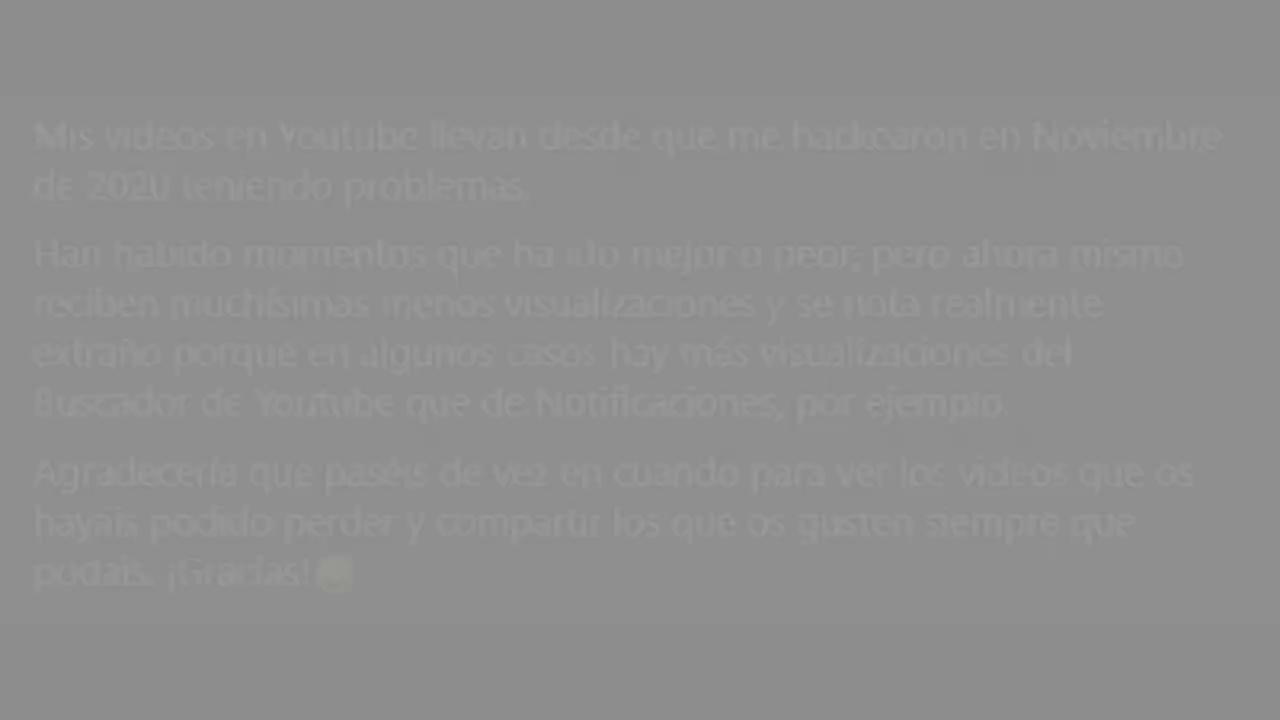 Mis videos en Youtube llevan desde que me hackearon en Noviembre
de 2020 teniendo problemas.
Han habido momentos que ha ido mejor o peor, pero ahora mismo
reciben muchísimas menos visualizaciones y se nota realmente
extraño porque en algunos casos hay más visualizaciones del
Buscador de Youtube que de Notificaciones, por ejemplo.
Agradecería que paséis de vez en cuando para ver los videos que os
hayáis podido perder y compartir los que os gusten siempre que
podáis. ¡Gracias!